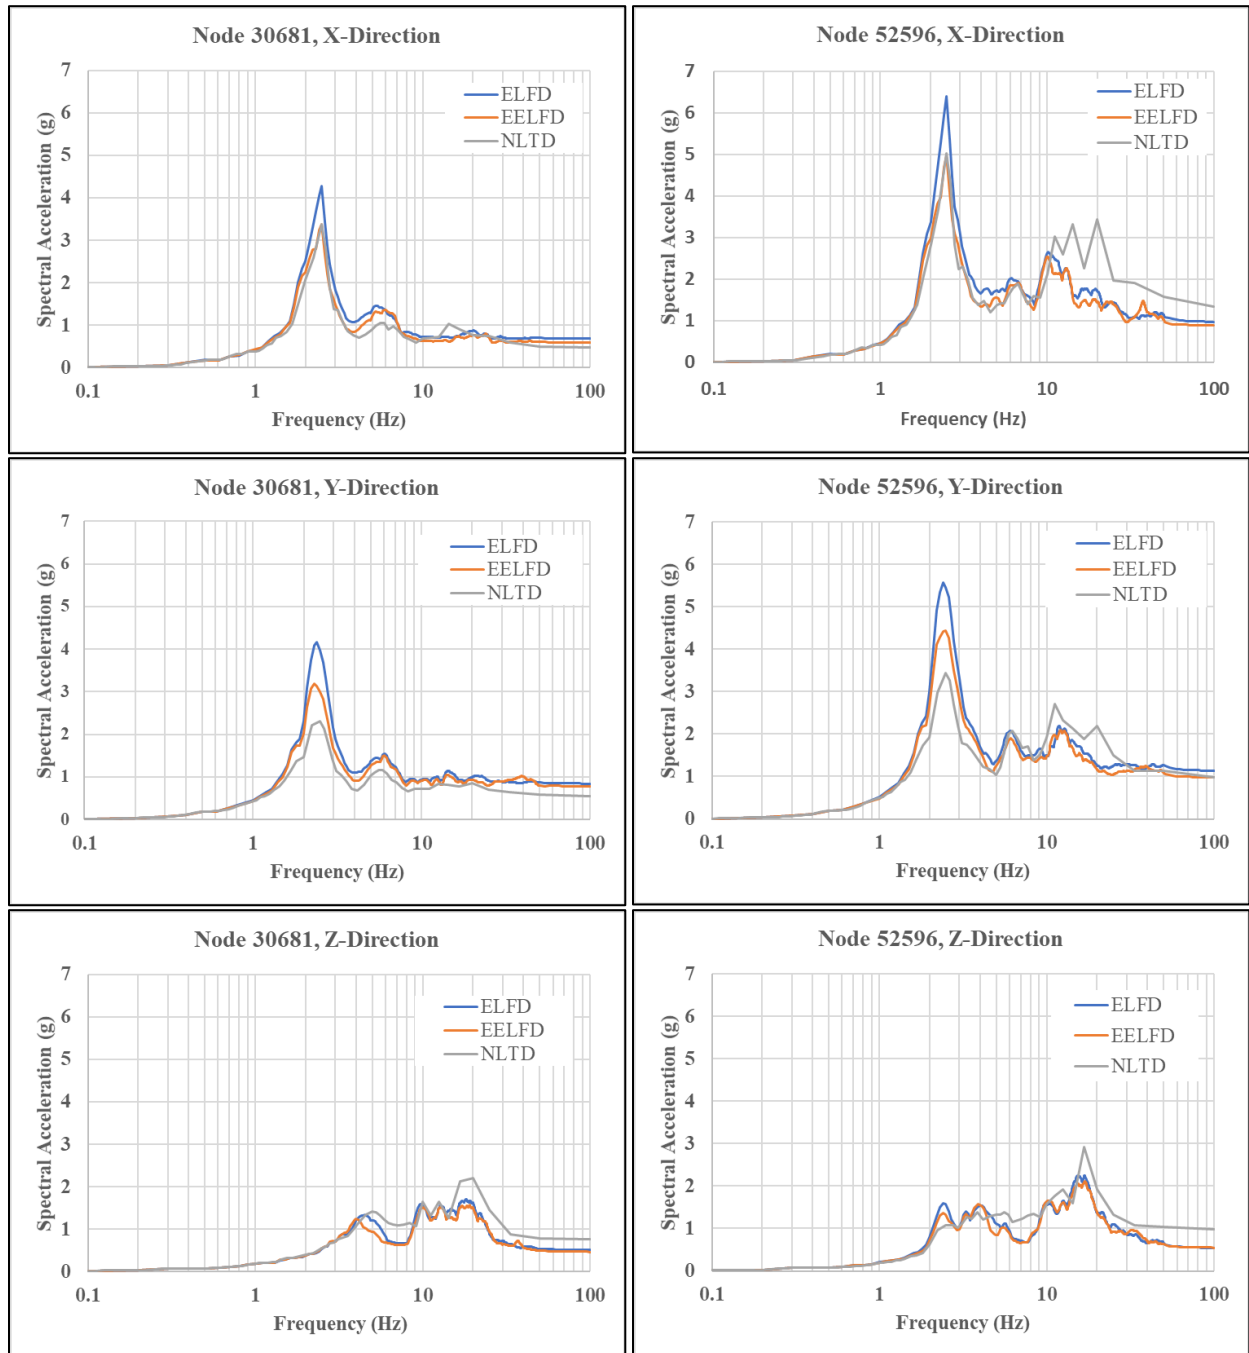 Node 30681, X-Direction
Spectral Acceleration (g)
7
6
5
4
3
2
1
0
ELFD
EELFD
NLTD
0.1 1 10 100
Frequency (Hz)
Node 52596, X-Direction
Spectral Acceleration (g)
7
6
5
4
3
2
1
0
ELFD
EELFD
NLTD
0.1 1 10 100
Frequency (Hz)
Node 30681, Y-Direction
Spectral Acceleration (g)
7
6
5
4
3
2
1
0
ELFD
EELFD
NLTD
0.1 1 10 100
Frequency (Hz)
Node 52596, Y-Direction
Spectral Acceleration (g)
7
6
5
4
3
2
1
0
ELFD
EELFD
NLTD
0.1 1 10 100
Frequency (Hz)
Node 30681, Z-Direction
Spectral Acceleration (g)
7
6
5
4
3
2
1
0
ELFD
EELFD
NLTD
0.1 1 10 100
Frequency (Hz)
Node 52596, Z-Direction
Spectral Acceleration (g)
7
6
5
4
3
2
1
0
ELFD
EELFD
NLTD
0.1 1 10 100
Frequency (Hz)